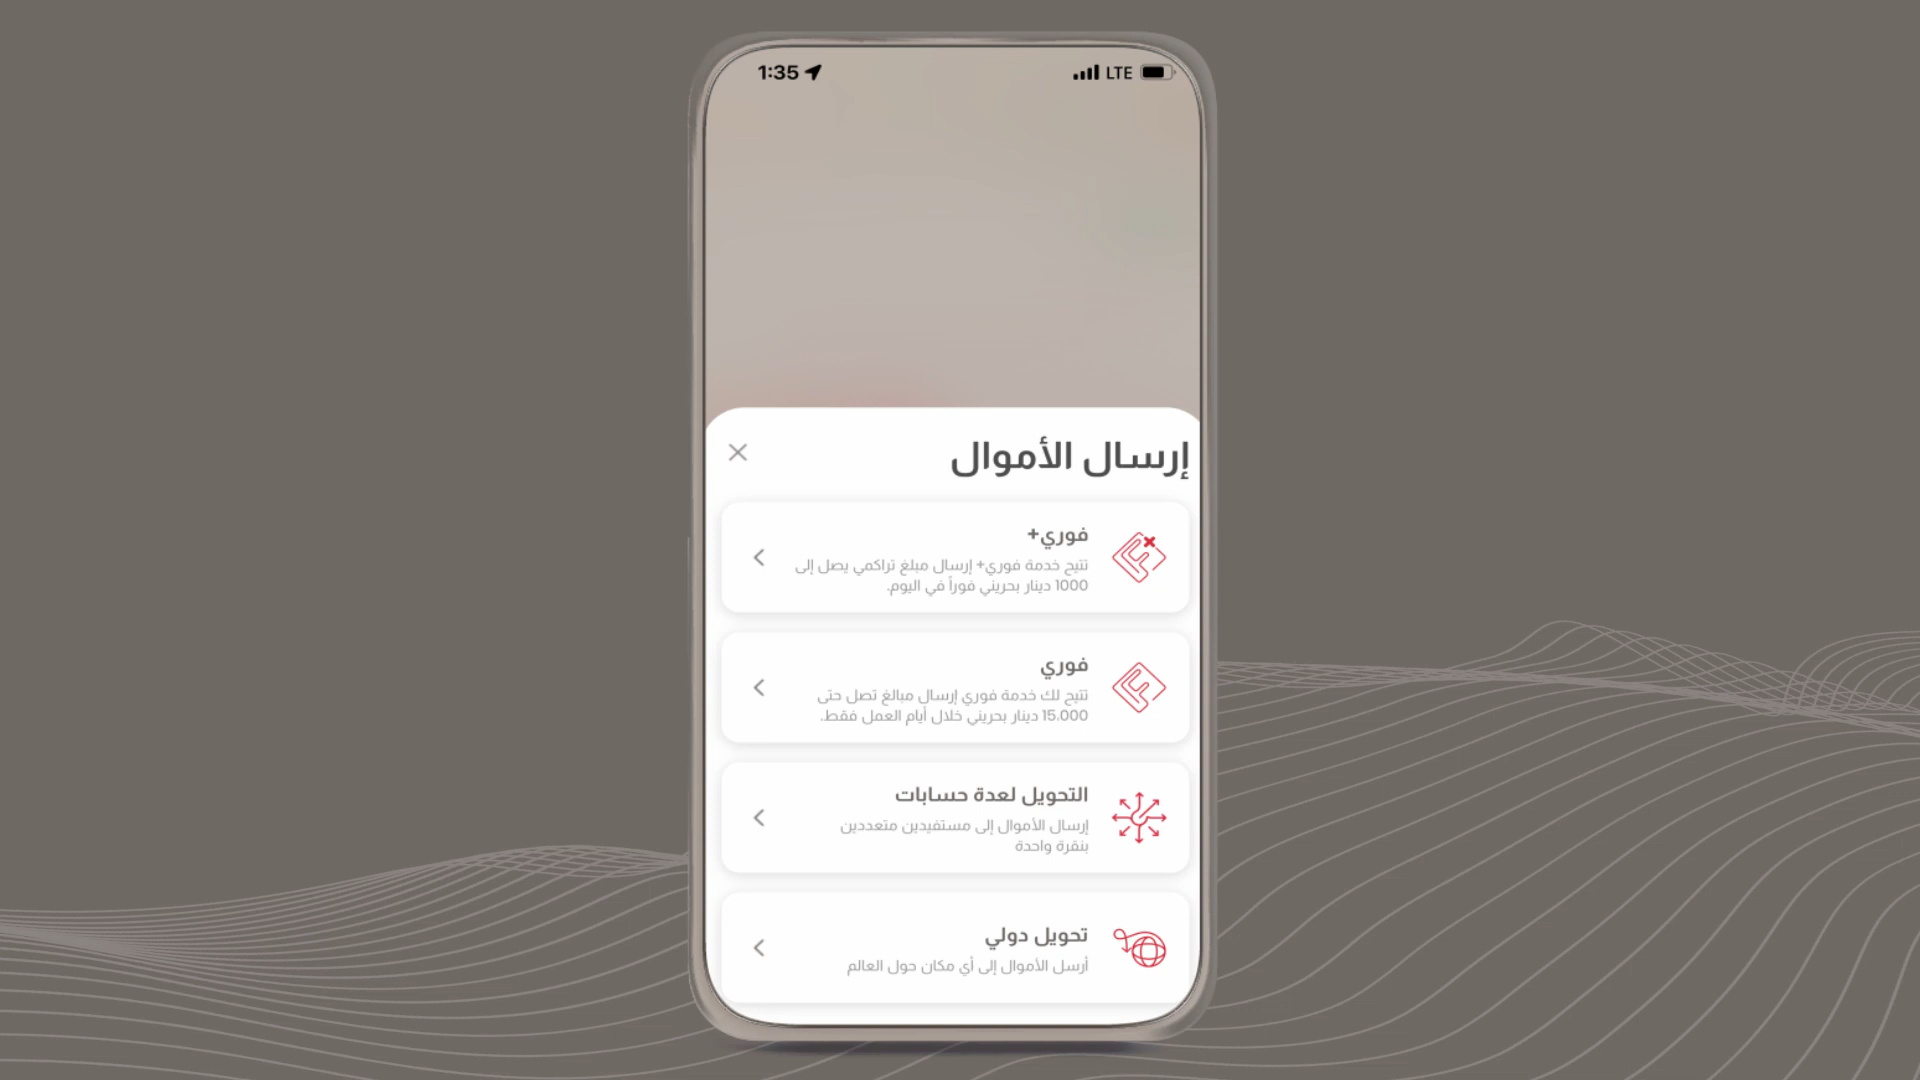 1:35
LTE
إرسال الأموال
فوري+
تتيح خدمة فوري+ إرسال مبلغ تراكمي يصل إلى
1000 دينار بحريني فوراً في اليوم.
فوري
تتيح لك خدمة فوري إرسال مبالغ تصل حتى
15،000 دينار بحريني خلال أيام العمل فقط.
التحويل لعدة حسابات
إرسال الأموال إلى مستفيدين متعددين
بنقرة واحدة
تحويل دولي
أرسل الأموال إلى أي مكان حول العالم